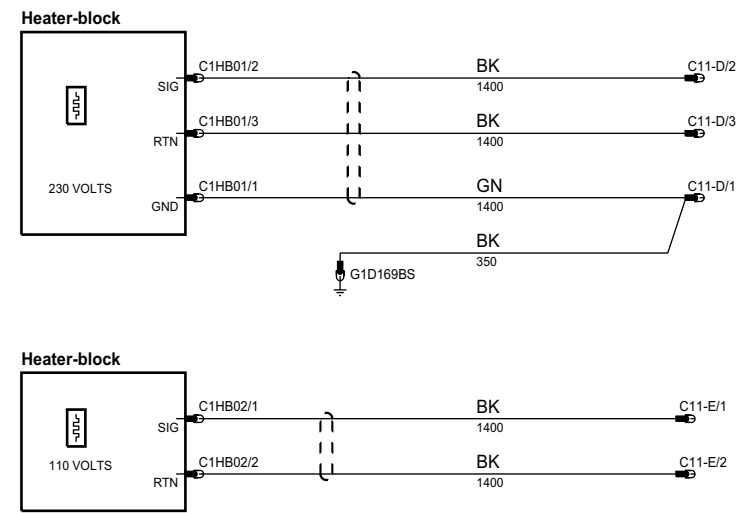 Heater-block
C1HB01/2 BK C11-D/2
SIG 1400
C1HB01/3 BK C11-D/3
RTN 1400
230 VOLTS C1HB01/1 GN C11-D/1
GND 1400
BK
350
G1D169BS
Heater-block
C1HB02/1 BK C11-E/1
SIG 1400
110 VOLTS C1HB02/2 BK C11-E/2
RTN 1400